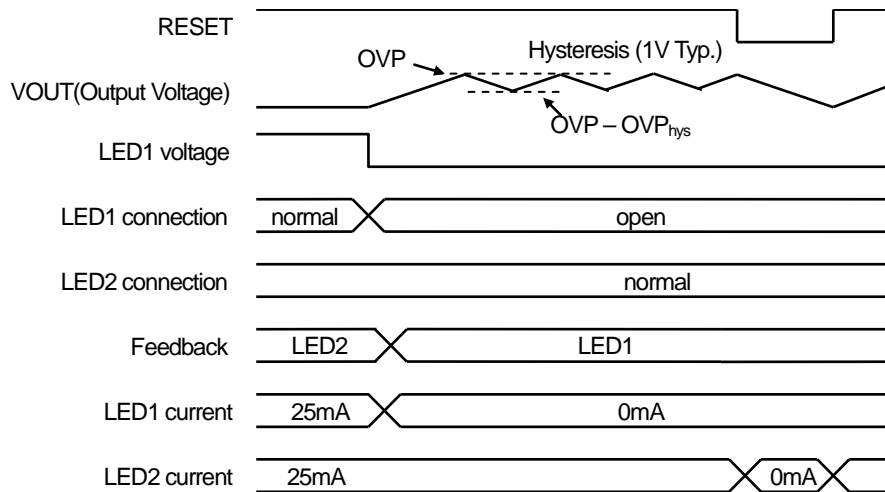 RESET
OVP
Hysteresis (1V Typ.)
VOUT(Output Voltage)
OVP – OVPhys
LED1 voltage
LED1 connection
normal
open
LED2 connection
normal
Feedback
LED2
LED1
LED1 current
25mA
0mA
LED2 current
25mA
0mA